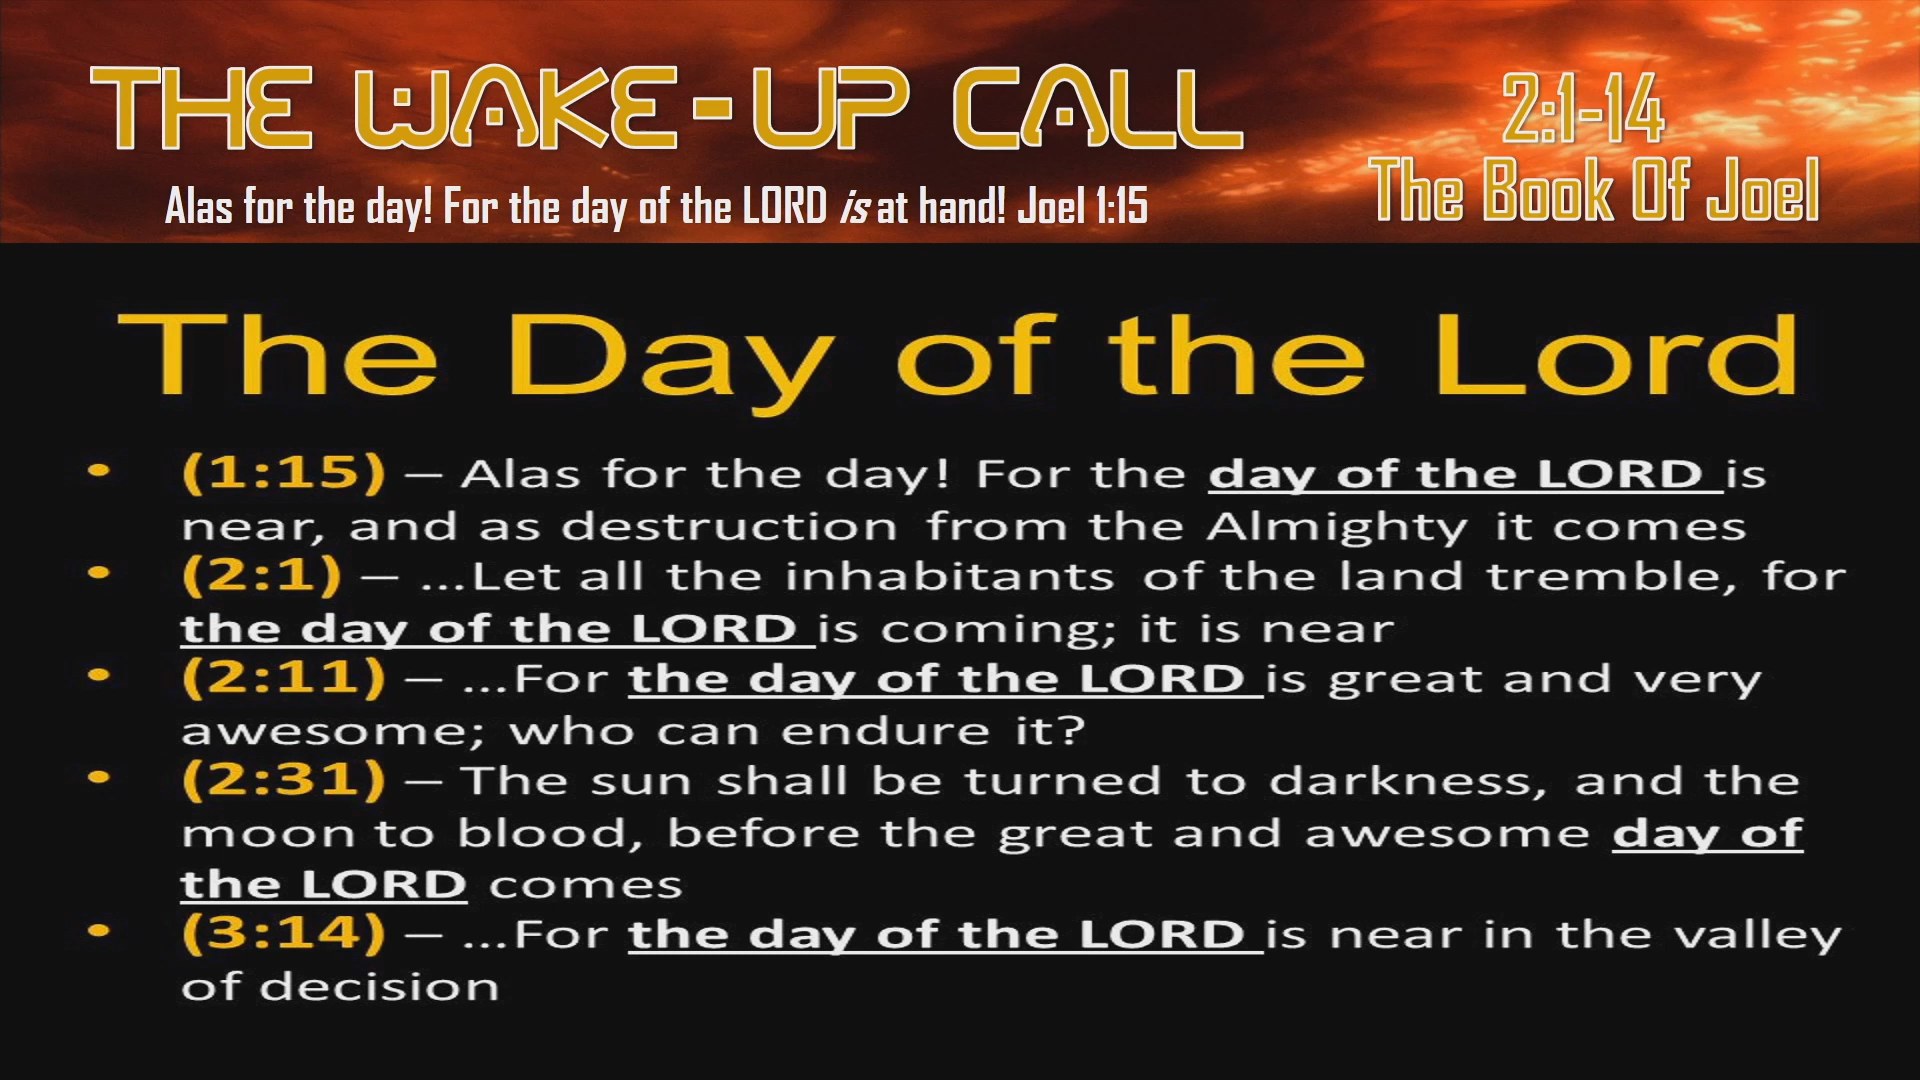 THE WAKE-UP CALL
Alas for the day! For the day of the LORD is at hand! Joel 1:15
2:1-14
The Book Of Joel
The Day of the Lord
• (1:15) – Alas for the day! For the day of the LORD is
near, and as destruction from the Almighty it comes
• (2:1) – ...Let all the inhabitants of the land tremble, for
the day of the LORD is coming; it is near
• (2:11) – ...For the day of the LORD is great and very
awesome; who can endure it?
• (2:31) – The sun shall be turned to darkness, and the
moon to blood, before the great and awesome day of
the LORD comes
• (3:14) – ...For the day of the LORD is near in the valley
of decision